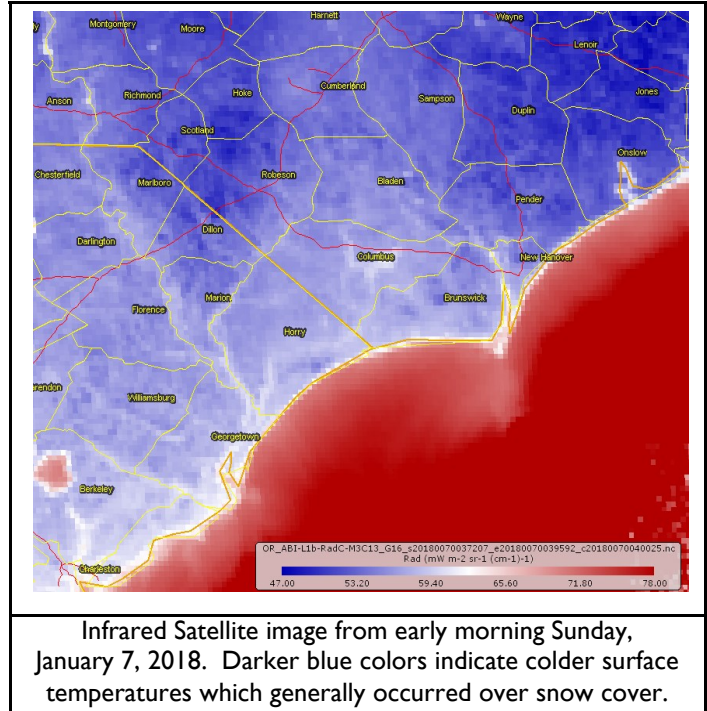 Montgomery
Moore
Harnett
Wayne
Lenoir
Anson
Richmond
Hoke
Cumberland
Sampson
Duplin
Jones
Scotland
Onslow
Chesterfield
Marlboro
Robeson
Bladen
Pender
Dillon
Darlington
Columbus
New Hanover
Marion
Brunswick
Florence
Horry
arendon
Williamsburg
Georgetown
Berkeley
Charleston
OR_ABI-L1b-RadC-M3C13_G16_s20180070037207_e20180070039592_c20180070040025.nc
Rad (mW m-2 sr-1 (cm-1)-1)
47.00 53.20 59.40 65.60 71.80 78.00
Infrared Satellite image from early morning Sunday,
January 7, 2018. Darker blue colors indicate colder surface
temperatures which generally occurred over snow cover.